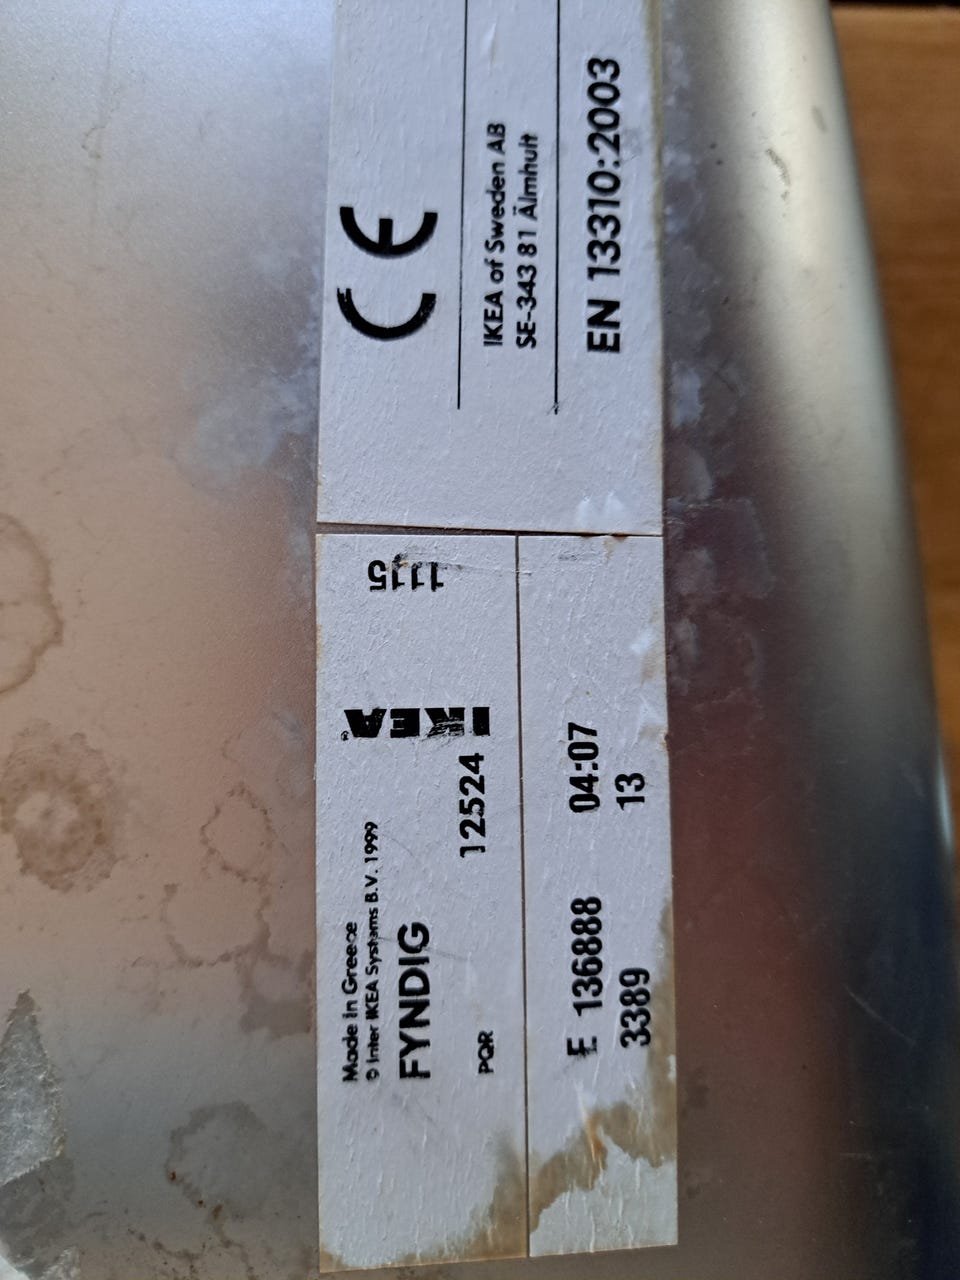 CE
IKEA of Sweden AB
SE-343 81 Älmhult
EN 13310:2003
Made in Greece
© Inter IKEA Systems B.V. 1999
FYNDIG
PQR
12524
IKEA®
1115
E 136888 04:07
3389 13